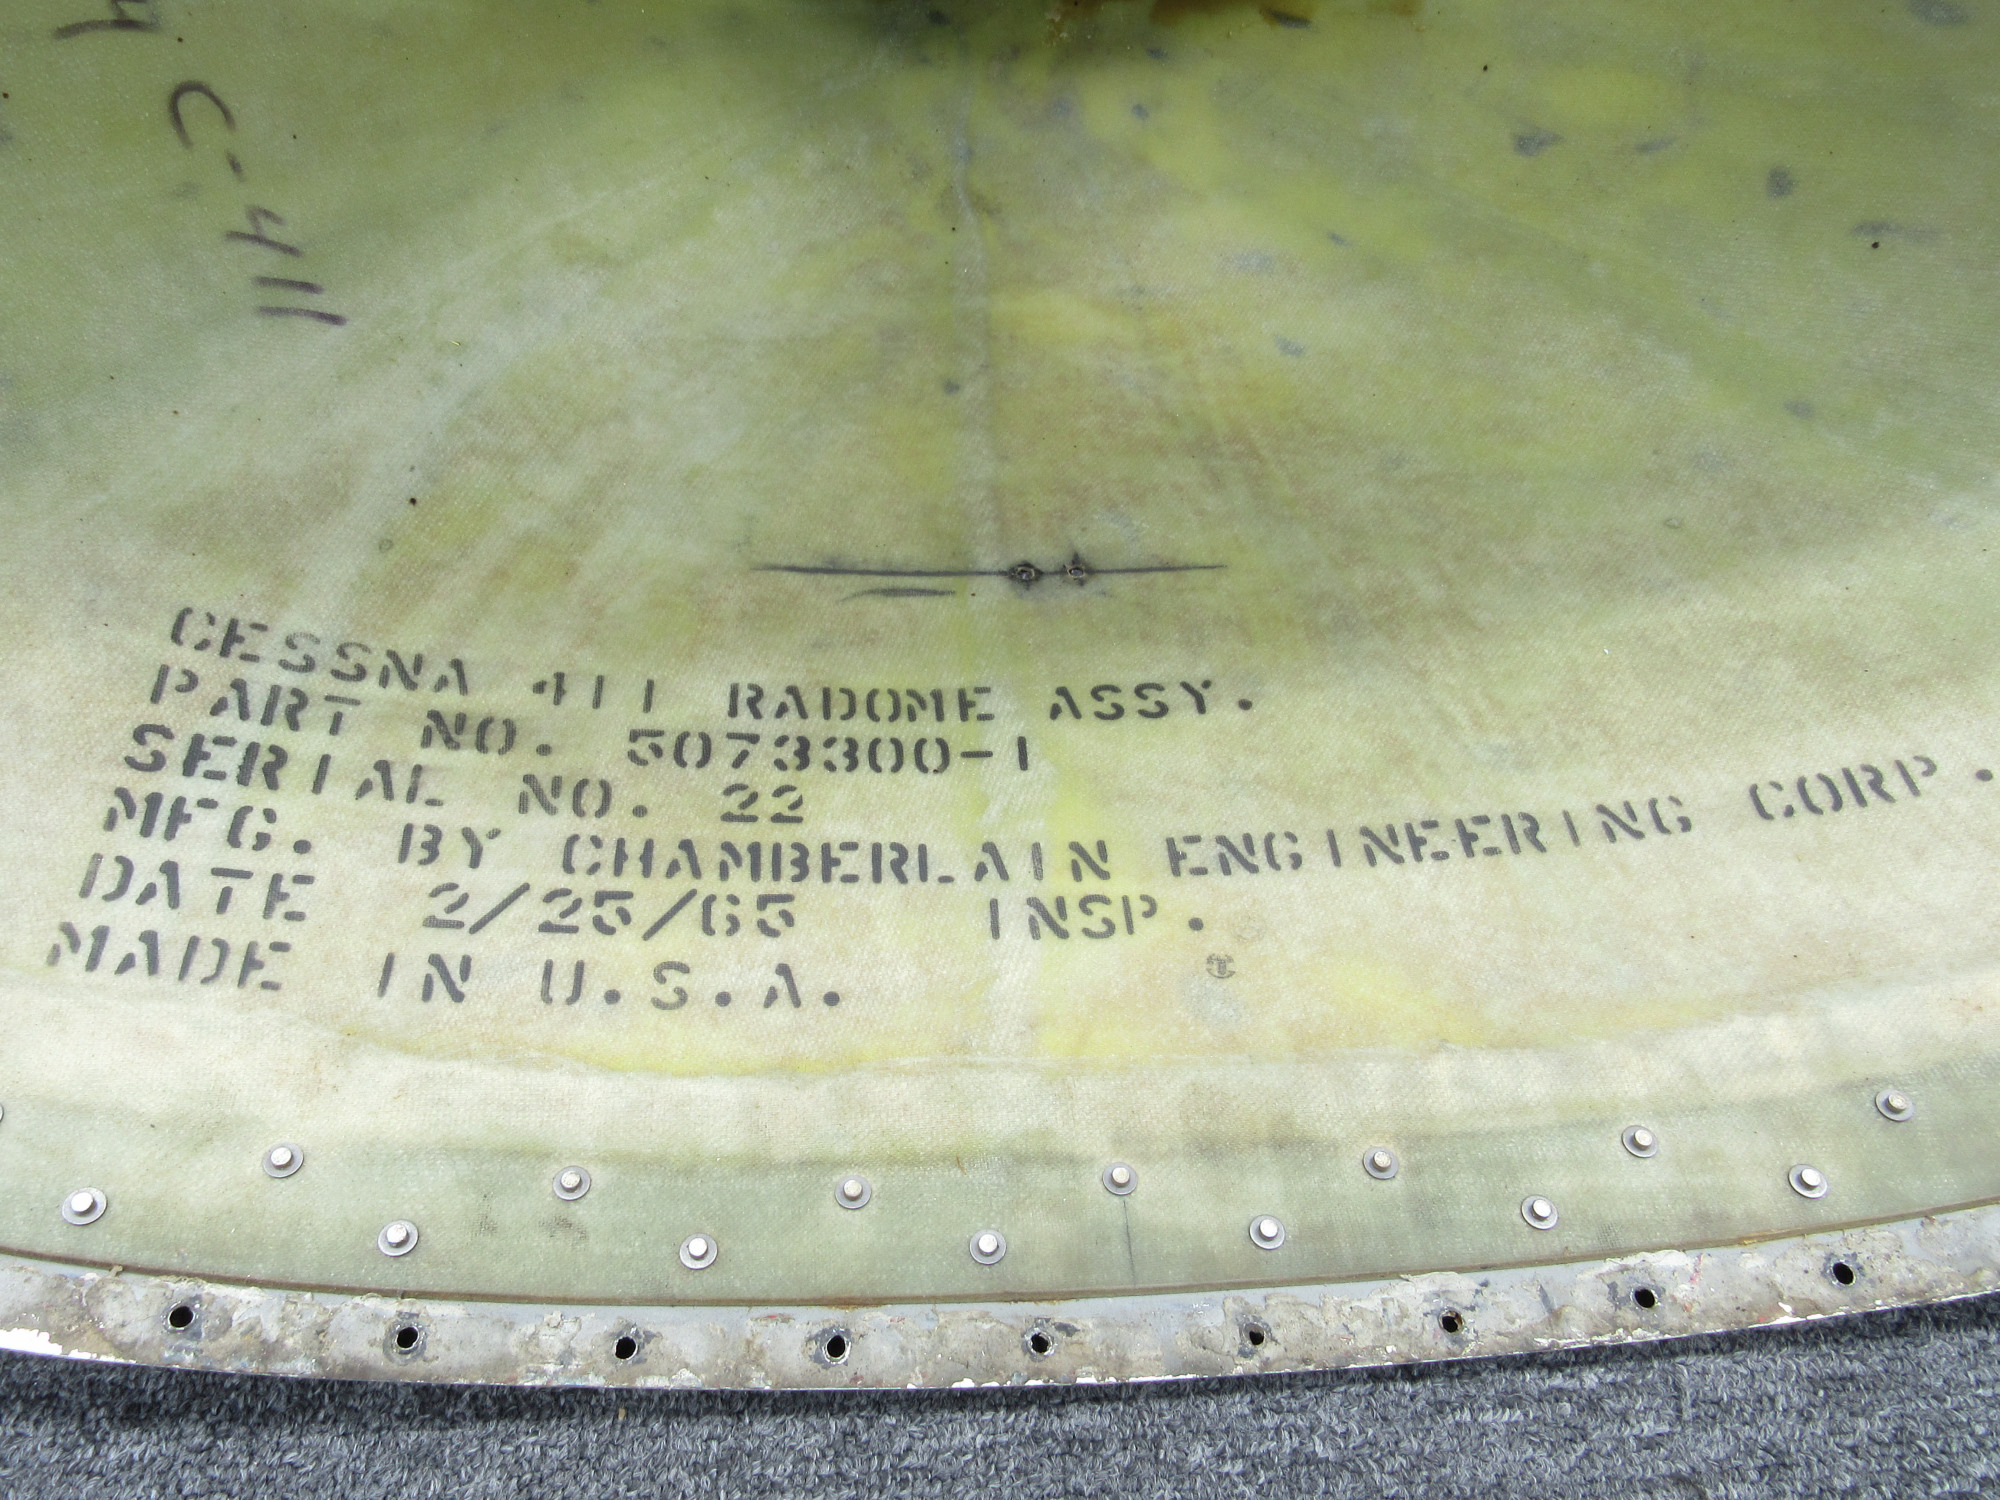 C-411
CESSNA 411 RADOME ASSY.
PART NO. 5073300-1
SERIAL NO. 22
MFG. BY CHAMBERLAIN ENGINEERING CORP.
DATE 2/25/65 INSP.
MADE IN U.S.A.